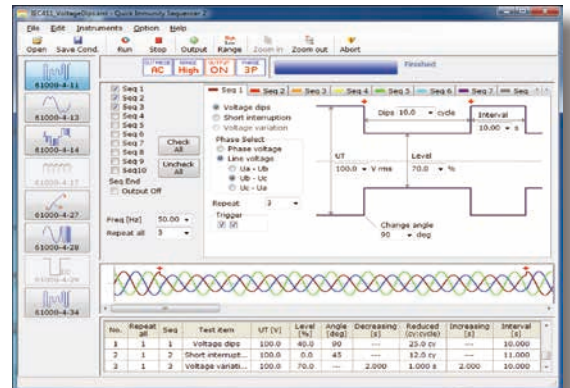 IEC411_VoltageDips.smi - Quick Immunity Sequencer 2
File Edit Instruments Option Help
Open Save Cond. Run Stop Output Range Zoom in Zoom out Abort
OUT MODE AC RANGE High OUTPUT ON PHASE 3P Finished
61000-4-11
61000-4-13
61000-4-14
61000-4-17
61000-4-27
61000-4-28
61000-4-29
61000-4-34
Seq 1
Seq 2
Seq 3
Seq 4
Seq 5
Seq 6
Seq 7
Seq 8
Seq 9
Seq10
Check All
Uncheck All
Seq End
Output Off
Freq [Hz] 50.00
Repeat all 3
Seq 1 Seq 2 Seq 3 Seq 4 Seq 5 Seq 6 Seq 7 Seq
Voltage dips
Short interruption
Voltage variation
Phase Select
Phase voltage
Line voltage
Ua - Ub
Ub - Uc
Uc - Ua
Repeat 3
Trigger
Dips 10.0 cycle
Interval
10.00 s
UT
100.0 V rms
Level
70.0 %
Change angle
90 deg
No. Repeat all Seq Test item UT [V] Level [%] Angle [deg] Decreasing [s] Reduced (cy:cycle) Increasing [s] Interval [s]
1 1 1 Voltage dips 100.0 40.0 90 --- 25.0 cy --- 10.000
2 1 2 Short interrupt... 100.0 0.0 45 --- 12.0 cy --- 11.000
3 1 3 Voltage variati... 100.0 70.0 --- 2.000 1.000 s 2.000 10.000